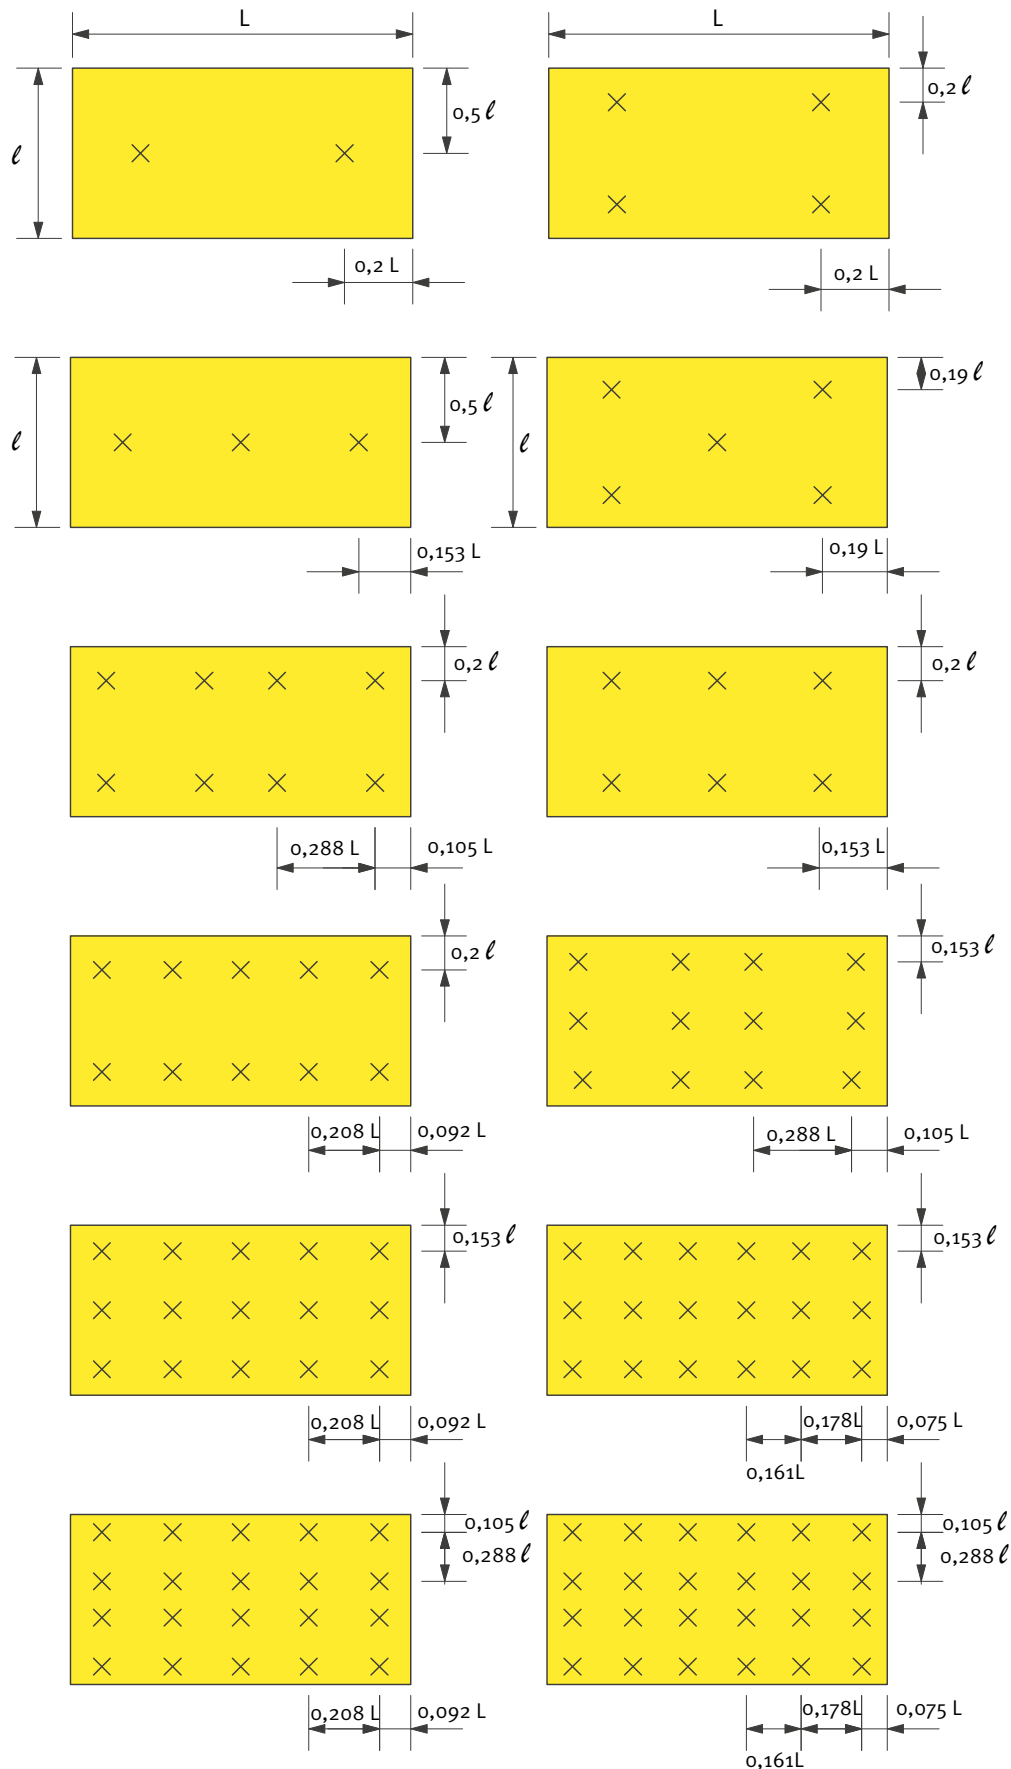 L L
0,5 ℓ 0,2 ℓ
ℓ
0,2 L 0,2 L
0,5 ℓ 0,19 ℓ
ℓ ℓ
0,153 L 0,19 L
0,2 ℓ 0,2 ℓ
0,288 L 0,105 L 0,153 L
0,2 ℓ 0,153 ℓ
0,208 L 0,092 L 0,288 L 0,105 L
0,153 ℓ 0,153 ℓ
0,208 L 0,092 L 0,178L 0,075 L
0,161L
0,105 ℓ 0,105 ℓ
0,288 ℓ 0,288 ℓ
0,208 L 0,092 L 0,178L 0,075 L
0,161L